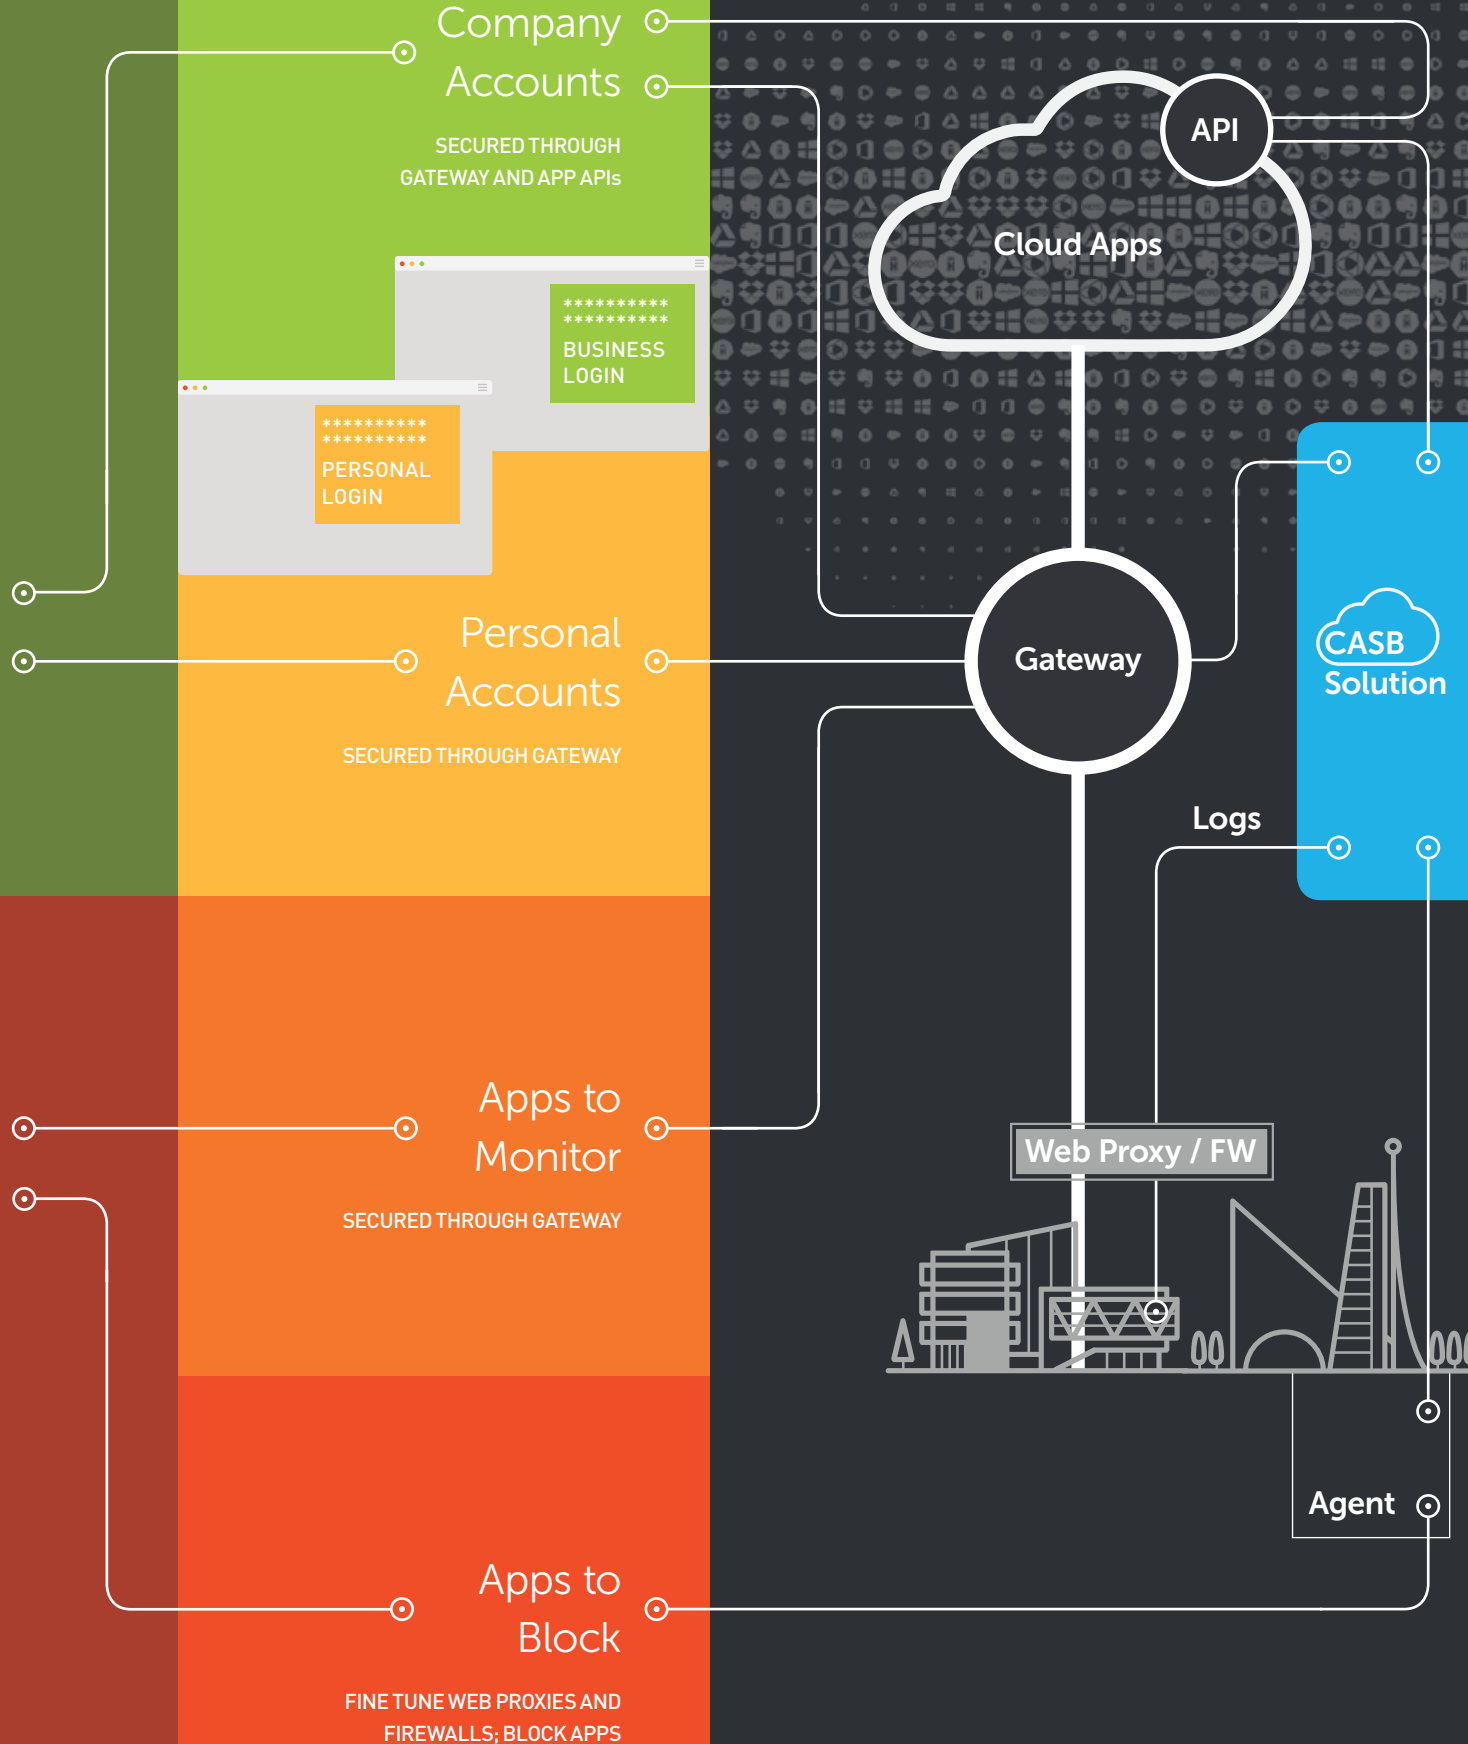 Company
Accounts
SECURED THROUGH
GATEWAY AND APP APIs
**********
**********
BUSINESS
LOGIN
**********
**********
PERSONAL
LOGIN
Personal
Accounts
SECURED THROUGH GATEWAY
Apps to
Monitor
SECURED THROUGH GATEWAY
Apps to
Block
FINE TUNE WEB PROXIES AND
FIREWALLS; BLOCK APPS
API
Cloud Apps
Gateway
CASB
Solution
Logs
Web Proxy / FW
Agent